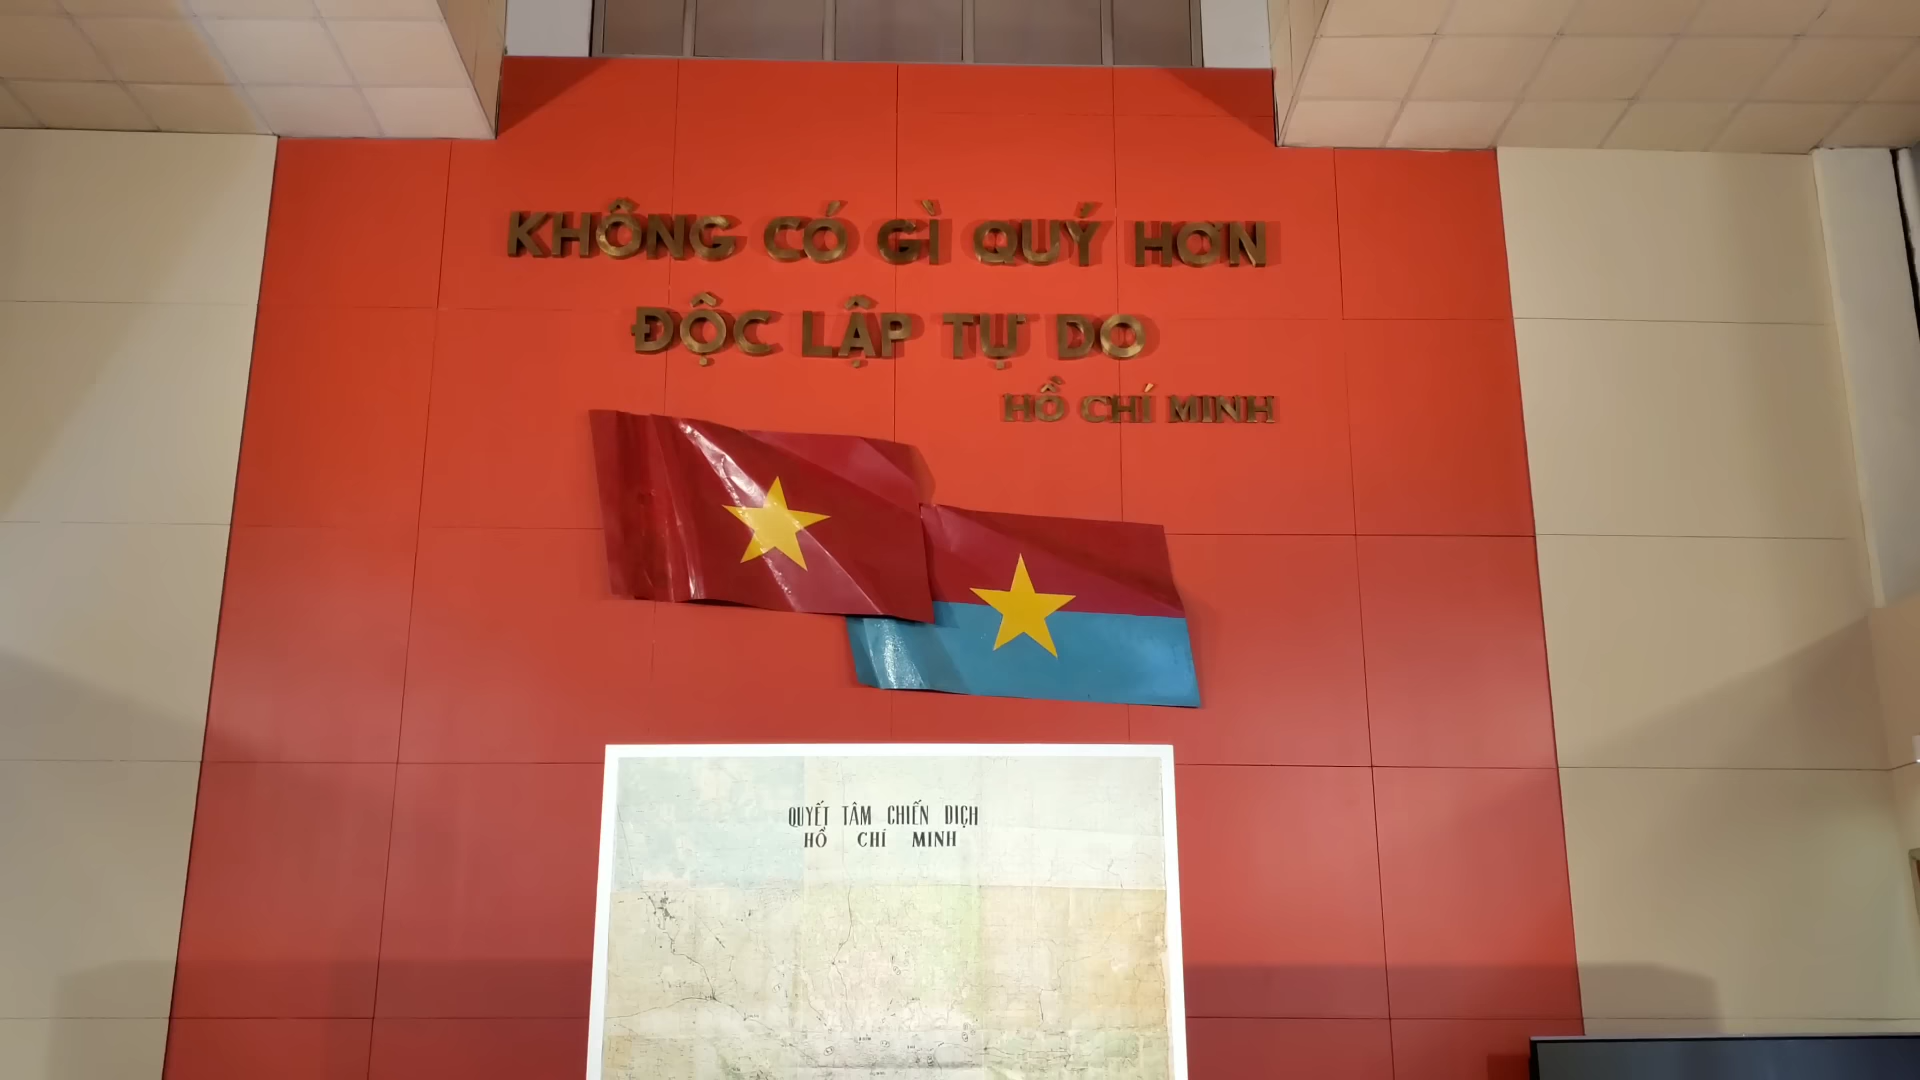 KHÔNG CÓ GÌ QUÝ HƠN
ĐỘC LẬP TỰ DO
HỒ CHÍ MINH
QUYẾT TÂM CHIẾN DỊCH
HỒ CHÍ MINH